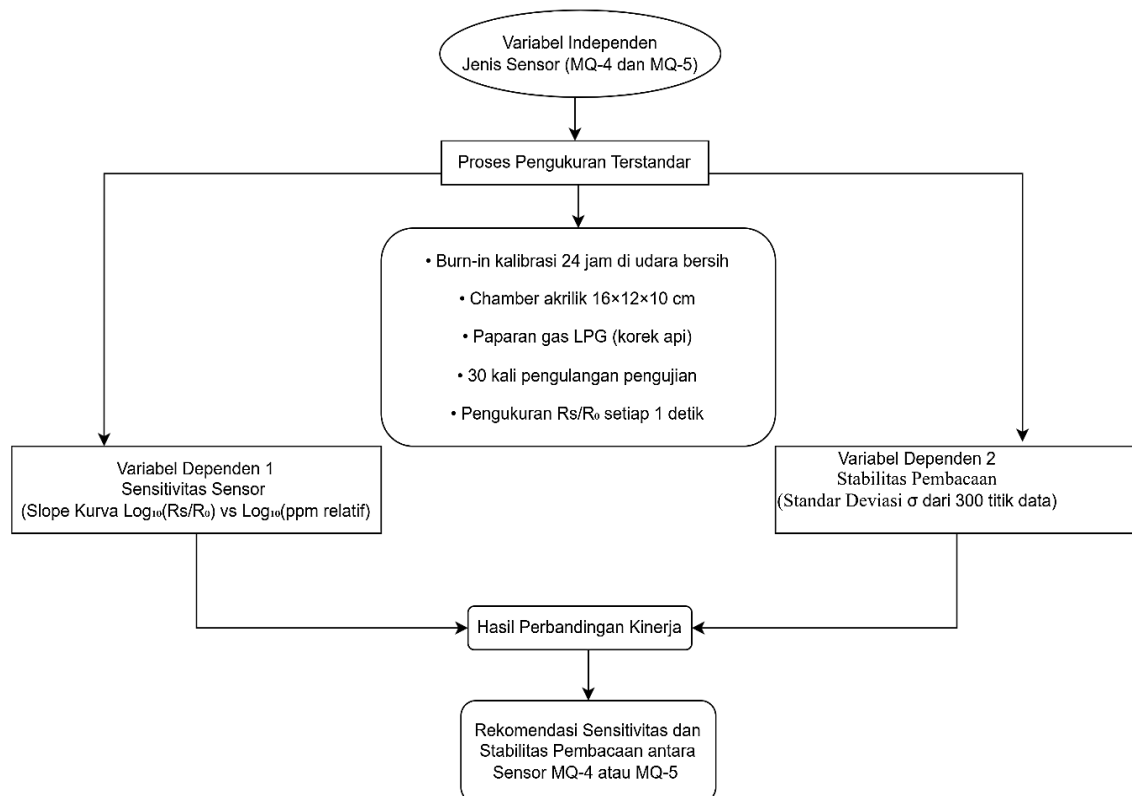 Variabel Independen
Jenis Sensor (MQ-4 dan MQ-5)
Proses Pengukuran Terstandar
• Burn-in kalibrasi 24 jam di udara bersih
• Chamber akrilik 16×12×10 cm
• Paparan gas LPG (korek api)
• 30 kali pengulangan pengujian
• Pengukuran Rs/R₀ setiap 1 detik
Variabel Dependen 1
Sensitivitas Sensor
(Slope Kurva Log₁₀(Rs/R₀) vs Log₁₀(ppm relatif)
Variabel Dependen 2
Stabilitas Pembacaan
(Standar Deviasi σ dari 300 titik data)
Hasil Perbandingan Kinerja
Rekomendasi Sensitivitas dan
Stabilitas Pembacaan antara
Sensor MQ-4 atau MQ-5